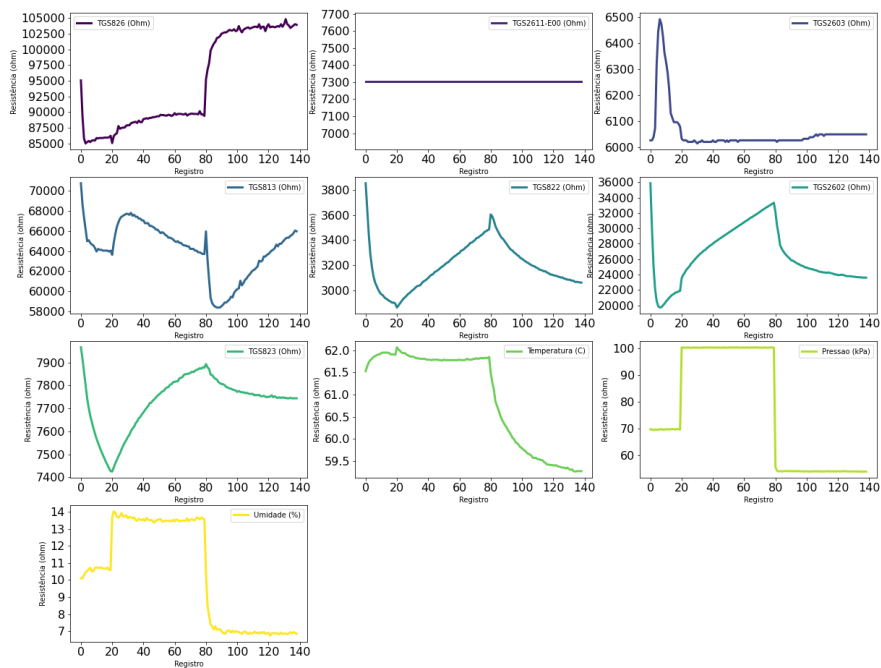 TGS826 (Ohm)
Resistência (ohm)
105000
102500
100000
97500
95000
92500
90000
87500
85000
0 20 40 60 80 100 120 140
Registro
TGS2611-E00 (Ohm)
Resistência (ohm)
7700
7600
7500
7400
7300
7200
7100
7000
0 20 40 60 80 100 120 140
Registro
TGS2603 (Ohm)
Resistência (ohm)
6500
6400
6300
6200
6100
6000
0 20 40 60 80 100 120 140
Registro
TGS813 (Ohm)
Resistência (ohm)
70000
68000
66000
64000
62000
60000
58000
0 20 40 60 80 100 120 140
Registro
TGS822 (Ohm)
Resistência (ohm)
3800
3600
3400
3200
3000
0 20 40 60 80 100 120 140
Registro
TGS2602 (Ohm)
Resistência (ohm)
36000
34000
32000
30000
28000
26000
24000
22000
20000
0 20 40 60 80 100 120 140
Registro
TGS823 (Ohm)
Resistência (ohm)
7900
7800
7700
7600
7500
7400
0 20 40 60 80 100 120 140
Registro
Temperatura (C)
Resistência (ohm)
62.0
61.5
61.0
60.5
60.0
59.5
0 20 40 60 80 100 120 140
Registro
Pressao (kPa)
Resistência (ohm)
100
90
80
70
60
0 20 40 60 80 100 120 140
Registro
Umidade (%)
Resistência (ohm)
14
13
12
11
10
9
8
7
0 20 40 60 80 100 120 140
Registro